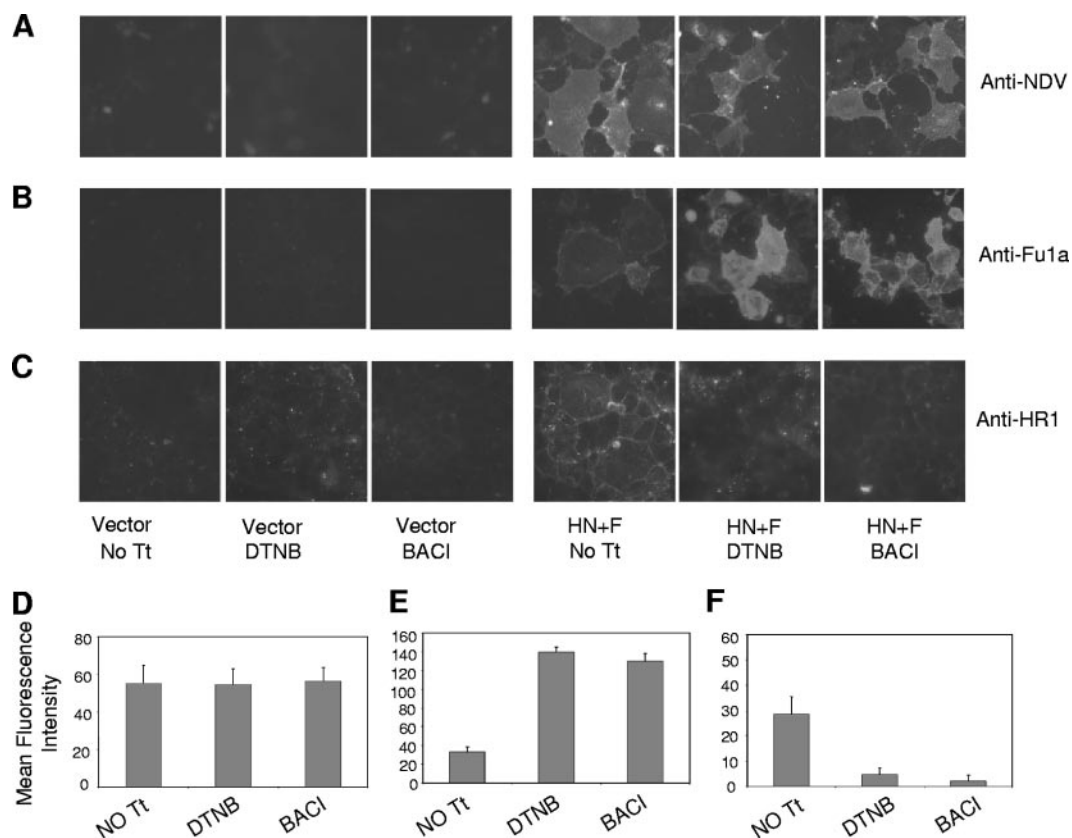 A
Anti-NDV
B
Anti-Fu1a
C
Anti-HR1
Vector
No Tt
Vector
DTNB
Vector
BACI
HN+F
No Tt
HN+F
DTNB
HN+F
BACI
D
Mean Fluorescence
Intensity
80
60
40
20
0
NO Tt
DTNB
BACI
E
160
140
120
100
80
60
40
20
0
NO Tt
DTNB
BACI
F
60
50
40
30
20
10
0
NO Tt
DTNB
BACI